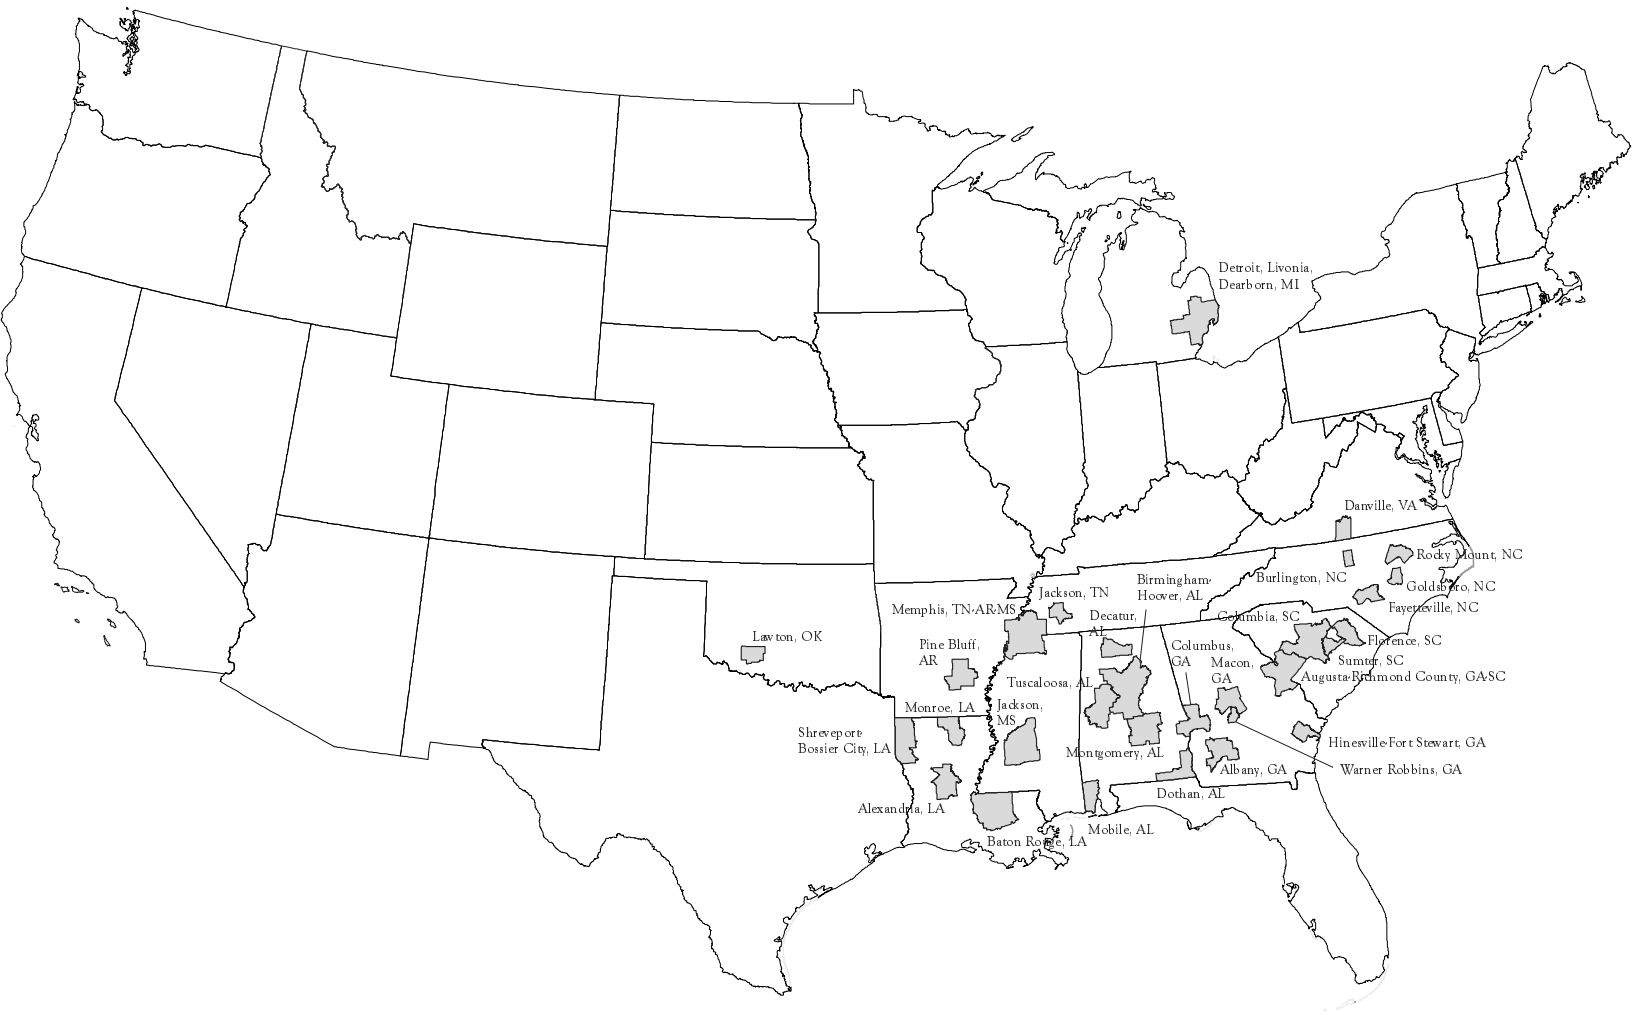 Detroit, Livonia,
Dearborn, MI
Danville, VA
Rocky Mount, NC
Burlington, NC
Goldsboro, NC
Fayetteville, NC
Birmingham-
Hoover, AL
Jackson, TN
Memphis, TN-AR-MS
Decatur,
AL
Columbia, SC
Lawton, OK
Pine Bluff,
AR
Columbus,
GA
Macon,
GA
Florence, SC
Sumter, SC
Augusta-Richmond County, GA-SC
Tuscaloosa, AL
Monroe, LA
Jackson,
MS
Shreveport-
Bossier City, LA
Montgomery, AL
Hinesville-Fort Stewart, GA
Albany, GA
Warner Robbins, GA
Dothan, AL
Alexandria, LA
Mobile, AL
Baton Rouge, LA